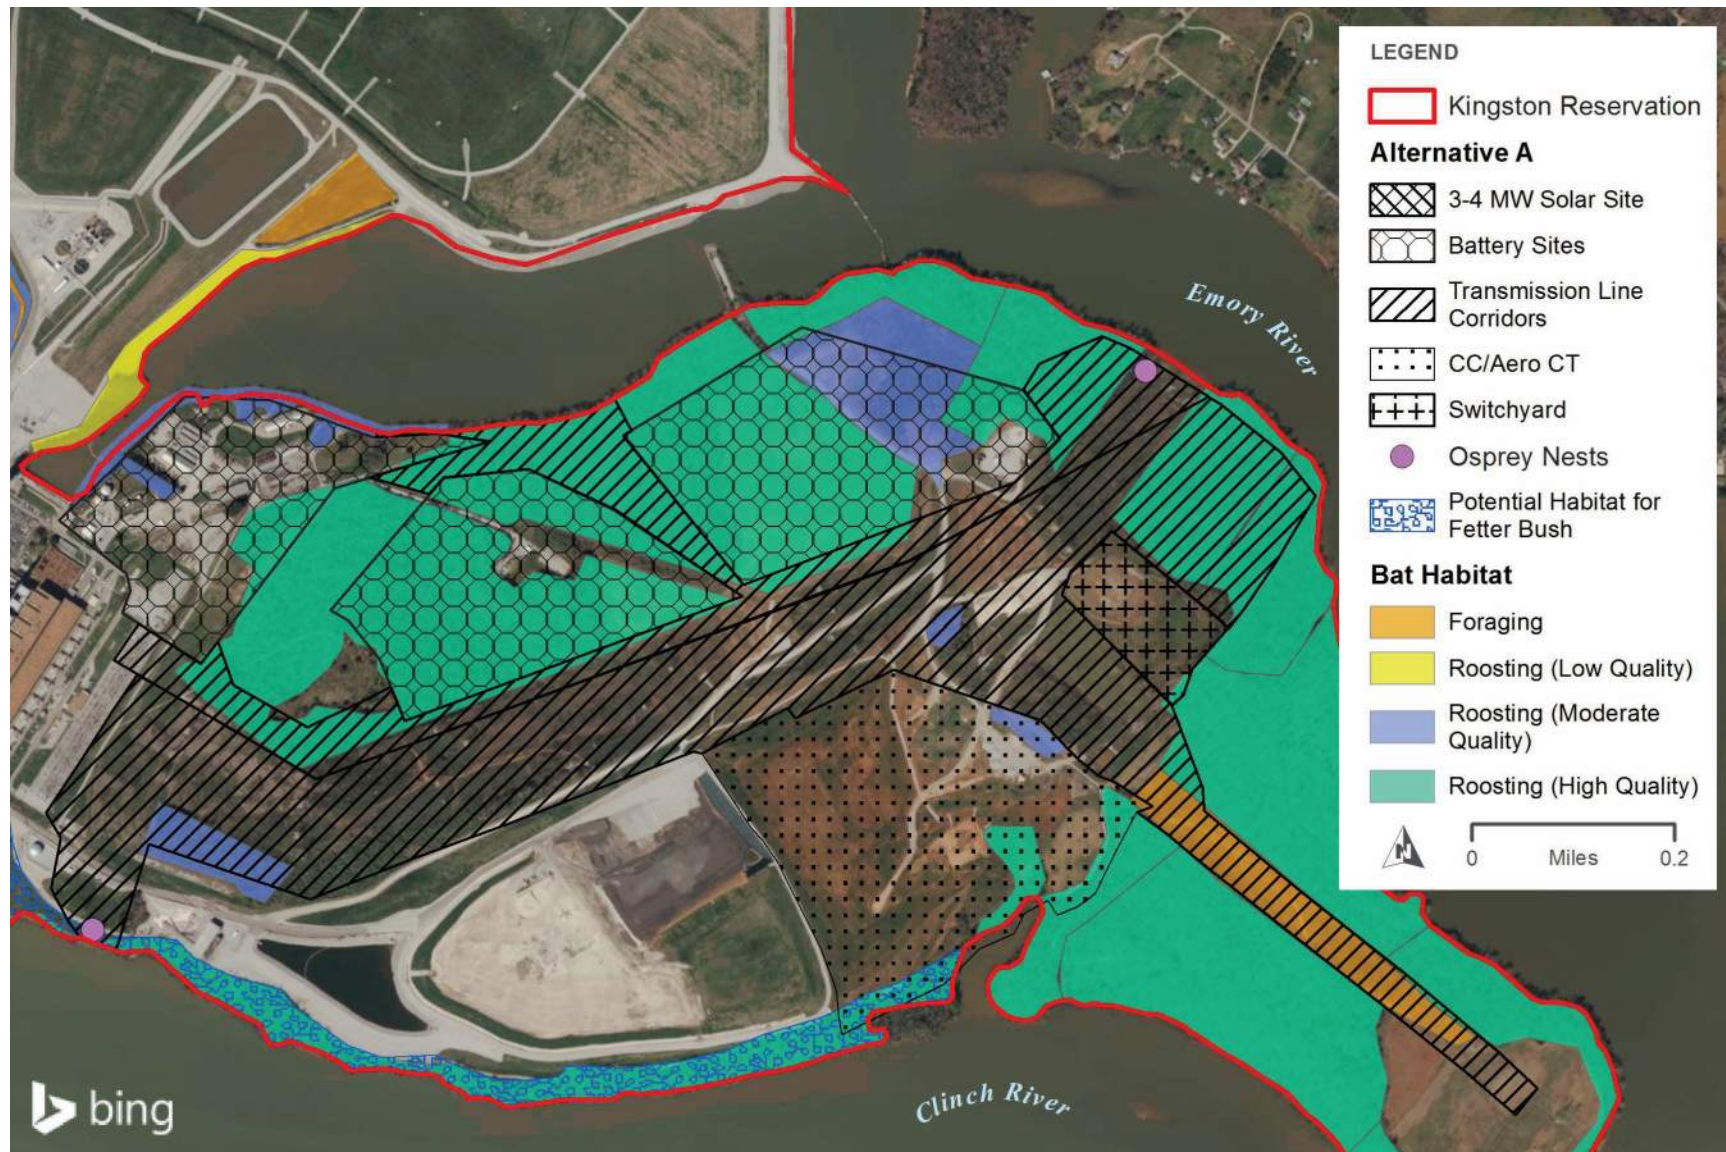 LEGEND
Kingston Reservation
Alternative A
3-4 MW Solar Site
Battery Sites
Transmission Line
Corridors
CC/Aero CT
Switchyard
Osprey Nests
Potential Habitat for
Fetter Bush
Bat Habitat
Foraging
Roosting (Low Quality)
Roosting (Moderate
Quality)
Roosting (High Quality)
N
0 Miles 0.2
Emory River
Clinch River
bing